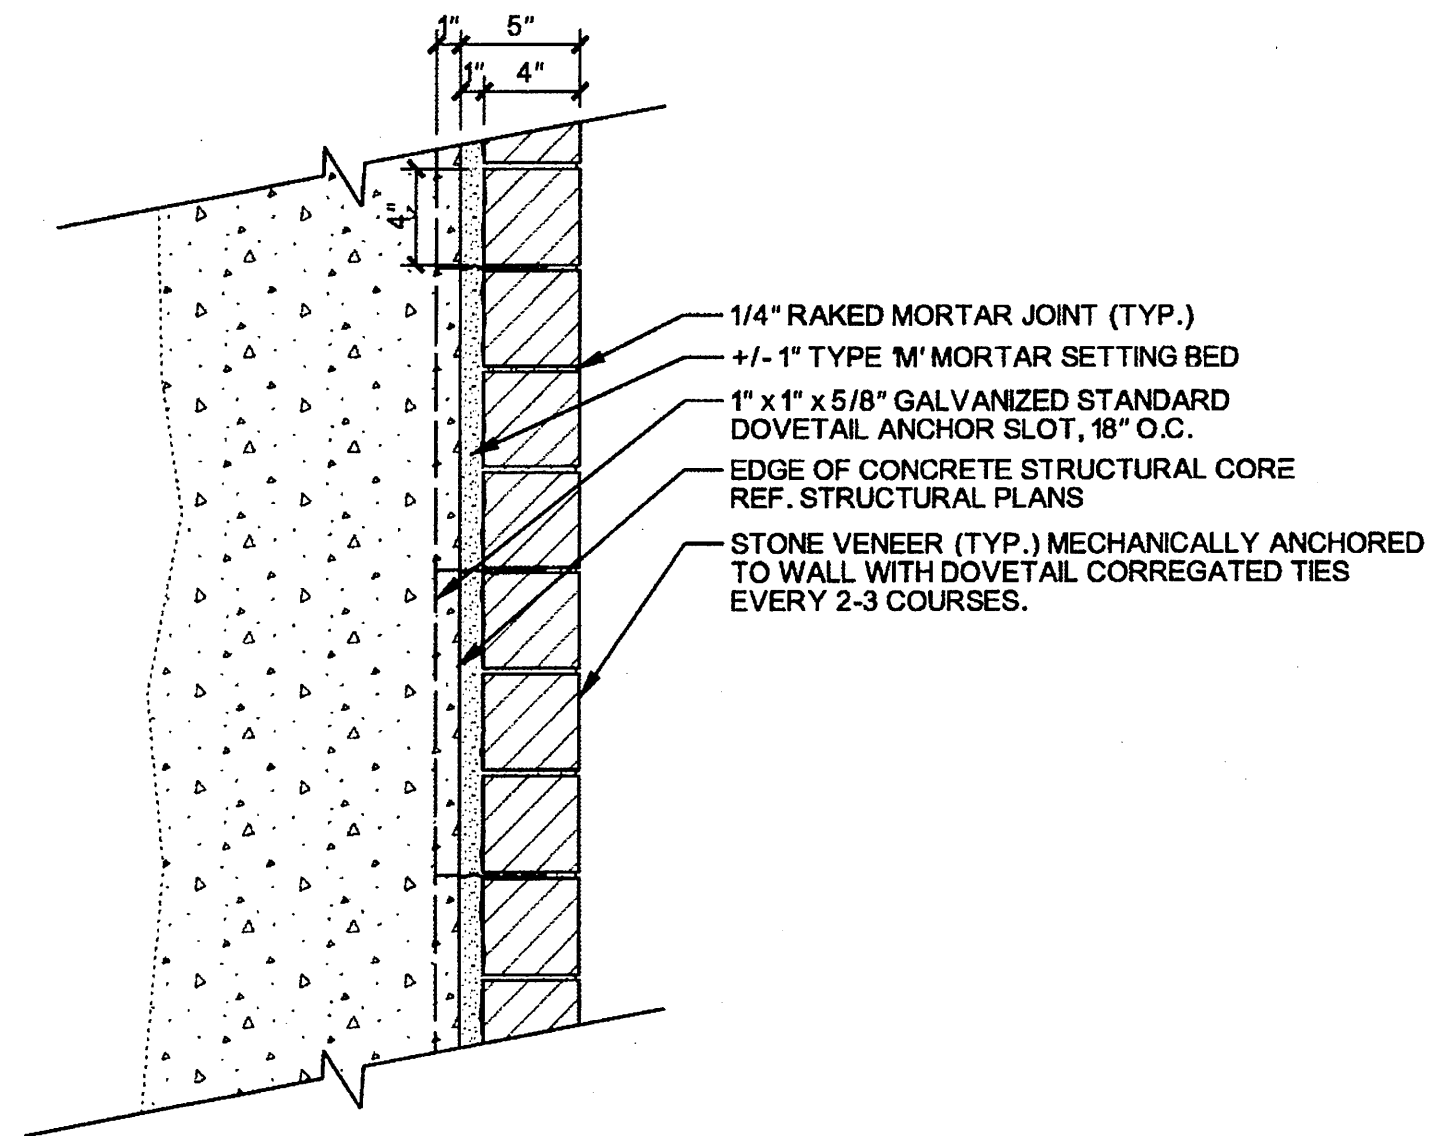 1" 5"
1" 4"
4"
1/4" RAKED MORTAR JOINT (TYP.)
+/- 1" TYPE 'M' MORTAR SETTING BED
1" x 1" x 5/8" GALVANIZED STANDARD
DOVETAIL ANCHOR SLOT, 18" O.C.
EDGE OF CONCRETE STRUCTURAL CORE
REF. STRUCTURAL PLANS
STONE VENEER (TYP.) MECHANICALLY ANCHORED
TO WALL WITH DOVETAIL CORREGATED TIES
EVERY 2-3 COURSES.